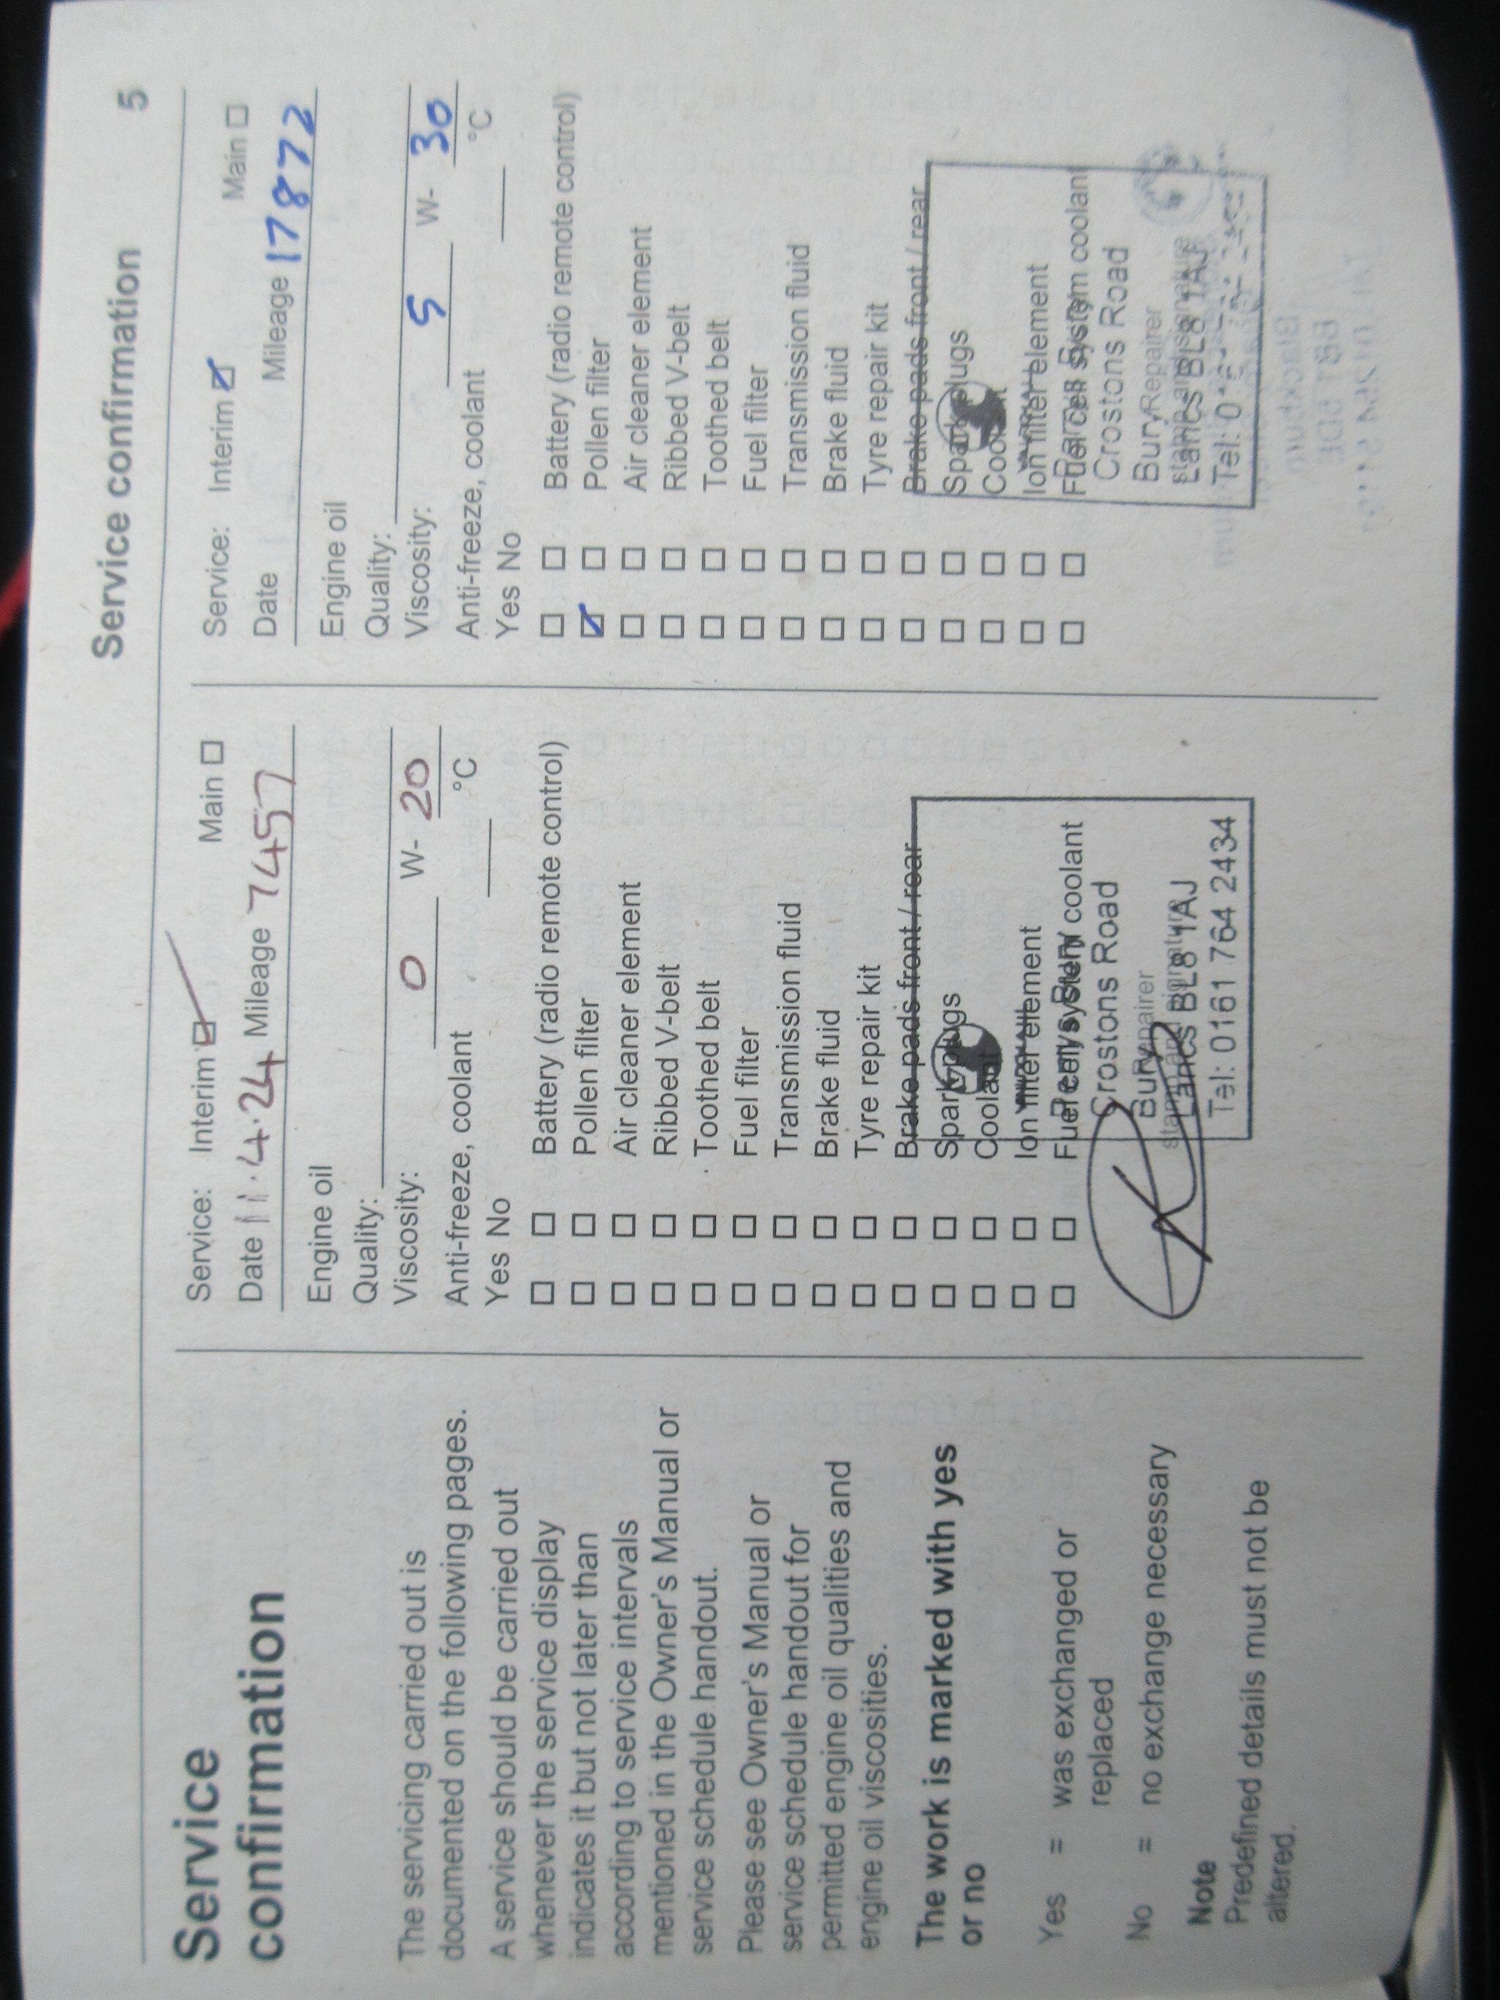 Service confirmation 5
Service
confirmation
The servicing carried out is
documented on the following pages.
A service should be carried out
whenever the service display
indicates it but not later than
according to service intervals
mentioned in the Owner's Manual or
service schedule handout.
Please see Owner's Manual or
service schedule handout for
permitted engine oil qualities and
engine oil viscosities.
The work is marked with yes
or no
Yes = was exchanged or
replaced
No = no exchange necessary
Note
Predefined details must not be
altered.
Service: Interim Main
Date 11.4.24 Mileage 7457
Engine oil
Quality:
Viscosity: 0 W- 20
Anti-freeze, coolant °C
Yes No
Battery (radio remote control)
Pollen filter
Air cleaner element
Ribbed V-belt
Toothed belt
Fuel filter
Transmission fluid
Brake fluid
Tyre repair kit
Brake pads front / rear
Spark plugs
Coolant
Ion filter element
Fuel cell system coolant
Crostons Road
Bury Repairer
stamp and signature
Lancs BL8 1AJ
Tel: 0161 764 2434
Service: Interim Main
Date Mileage 17872
Engine oil
Quality:
Viscosity: 5 W- 30
Anti-freeze, coolant °C
Yes No
Battery (radio remote control)
Pollen filter
Air cleaner element
Ribbed V-belt
Toothed belt
Fuel filter
Transmission fluid
Brake fluid
Tyre repair kit
Brake pads front / rear
Spark plugs
Coolant
Ion filter element
Fuel cell system coolant
Crostons Road
Bury Repairer
stamp and signature
Lancs BL8 1AJ
Tel: